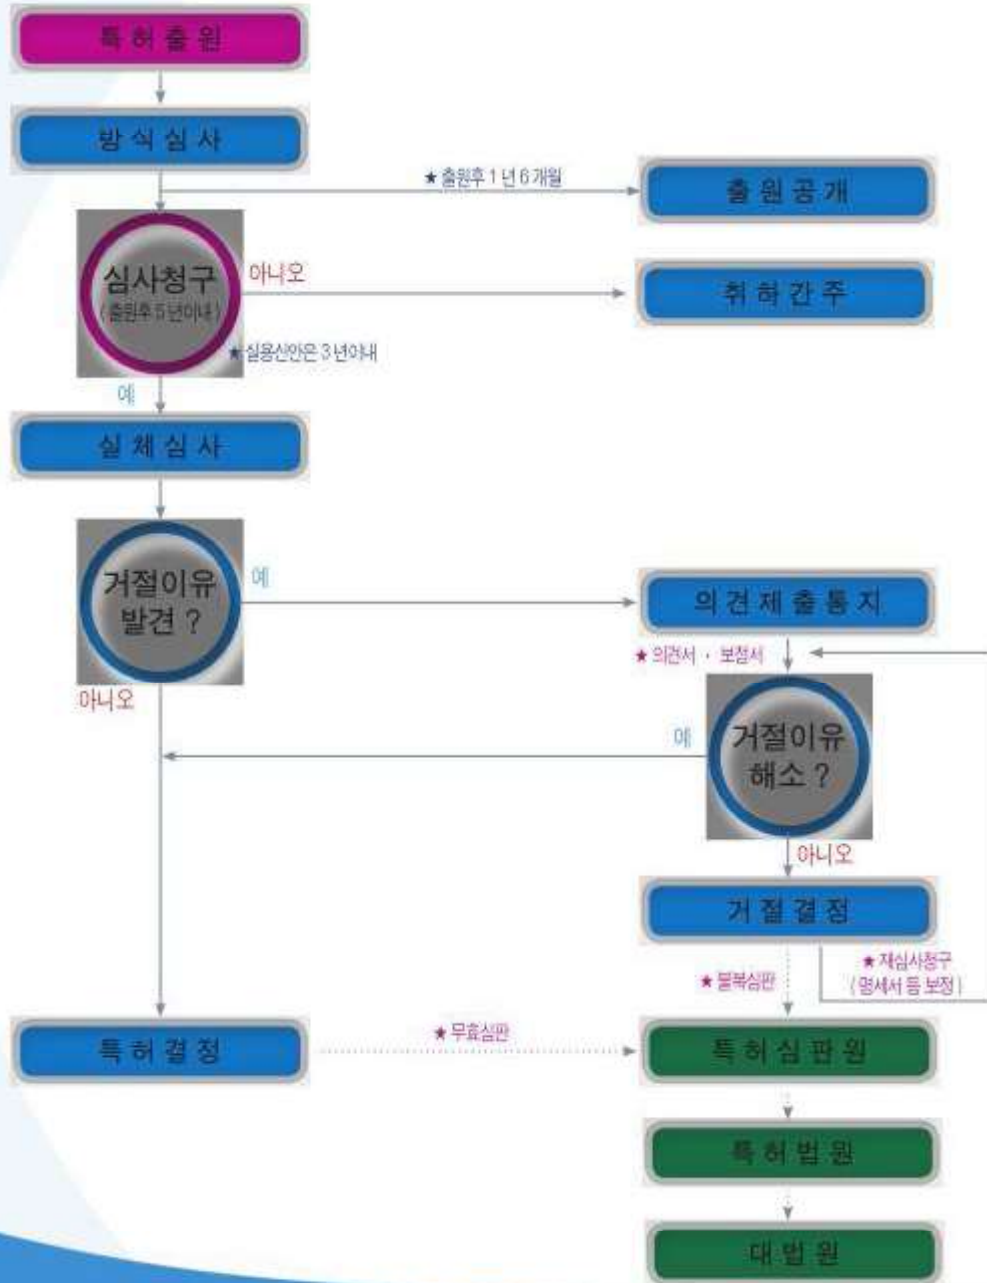 특허출원
방식심사
★ 출원후 1년 6개월
출원공개
심사청구
(출원후 5년이내)
아니오
취하간주
★ 실용신안은 3년이내
예
실체심사
거절이유
발견 ?
예
의견제출통지
★ 의견서 · 보정서
아니오
거절이유
해소 ?
예
아니오
거절결정
★ 불복심판
★ 재심사청구
(명세서 등 보정)
특허결정
★ 무효심판
특허심판원
특허법원
대법원